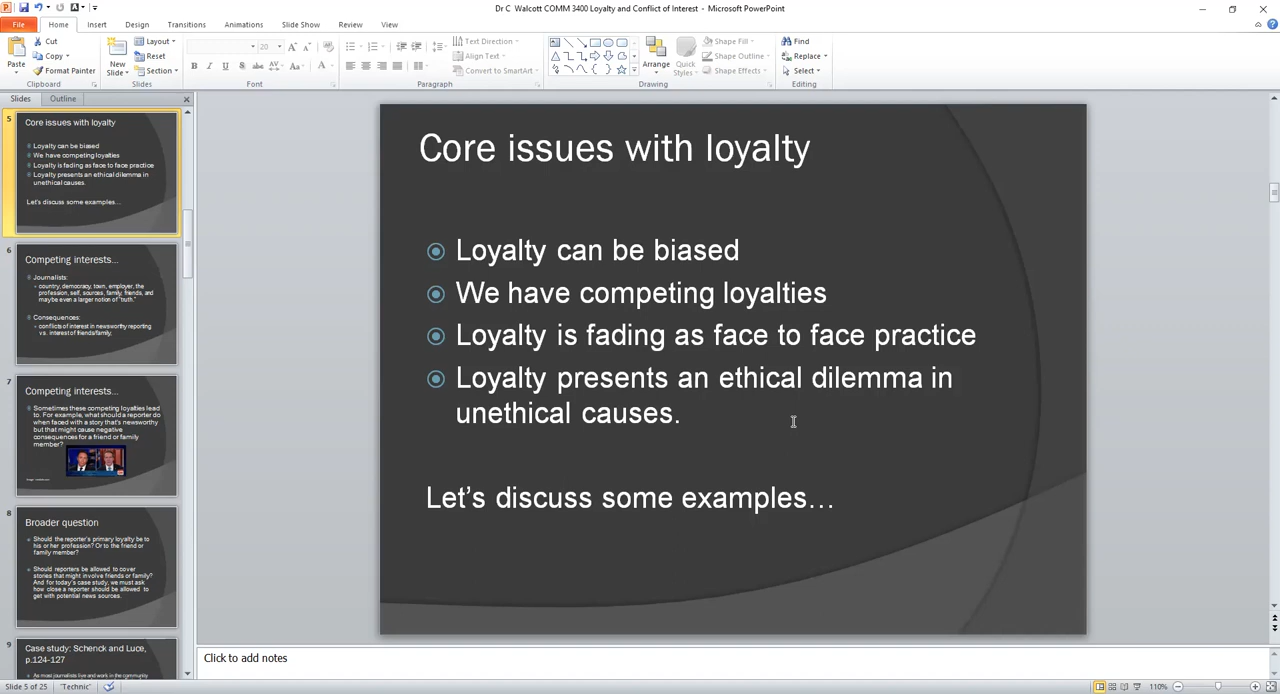 Dr C Walcott COMM 3400 Loyalty and Conflict of Interest - Microsoft PowerPoint
File Home Insert Design Transitions Animations Slide Show Review View
Paste
Cut
Copy
Format Painter
Clipboard
New
Slide
Layout
Reset
Section
Slides
20
B I U S abc AV Aa A
Font
Text Direction
Align Text
Convert to SmartArt
Paragraph
Arrange
Quick
Styles
Shape Fill
Shape Outline
Shape Effects
Drawing
Find
Replace
Select
Editing
Slides Outline
5
Core issues with loyalty
Loyalty can be biased
We have competing loyalties
Loyalty is fading as face to face practice
Loyalty presents an ethical dilemma in
unethical causes.
Let's discuss some examples…
6
Competing interests…
Journalists:
country, democracy, town, employer, the
profession, self, sources, family, friends, and
maybe even a larger notion of "truth."
Consequences:
conflicts of interest in newsworthy reporting
vs. interest of friends/family.
7
Competing interests…
Sometimes these competing loyalties lead
to. For example, what should a reporter do
when faced with a story that's newsworthy
but that might cause negative
consequences for a friend or family
member?
8
Broader question
Should the reporter's primary loyalty be to
his or her profession? Or to the friend or
family member?
Should reporters be allowed to cover
stories that might involve friends or family?
And for today's case study, we must ask
how close a reporter should be allowed to
get with potential news sources.
9
Case study: Schenck and Luce,
p.124-127
As most journalists live and work in the community
Core issues with loyalty
Loyalty can be biased
We have competing loyalties
Loyalty is fading as face to face practice
Loyalty presents an ethical dilemma in
unethical causes.
Let's discuss some examples…
Click to add notes
Slide 5 of 25 "Technic" 110%